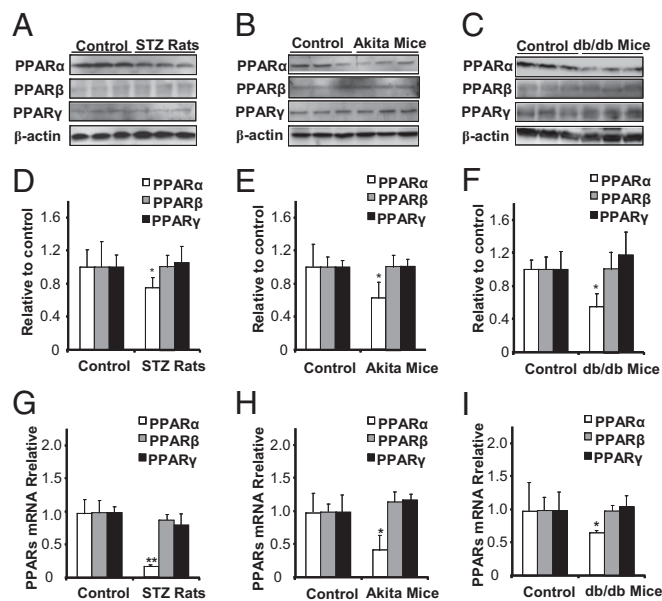 A
Control STZ Rats
PPARα
PPARβ
PPARγ
β-actin
B
Control Akita Mice
PPARα
PPARβ
PPARγ
β-actin
C
Control db/db Mice
PPARα
PPARβ
PPARγ
β-actin
D
PPARα
PPARβ
PPARγ
Relative to control
1.6
1.2
0.8
0.4
0
*
Control STZ Rats
E
PPARα
PPARβ
PPARγ
Relative to control
1.6
1.2
0.8
0.4
0
*
Control Akita Mice
F
PPARα
PPARβ
PPARγ
Relative to control
1.6
1.2
0.8
0.4
0
*
Control db/db Mice
G
PPARα
PPARβ
PPARγ
PPARs mRNA Rrelative
2.0
1.5
1.0
0.5
0
**
Control STZ Rats
H
PPARα
PPARβ
PPARγ
PPARs mRNA Rrelative
2.0
1.5
1.0
0.5
0
*
Control Akita Mice
I
PPARα
PPARβ
PPARγ
PPARs mRNA Rrelative
2.0
1.5
1.0
0.5
0
*
Control db/db Mice